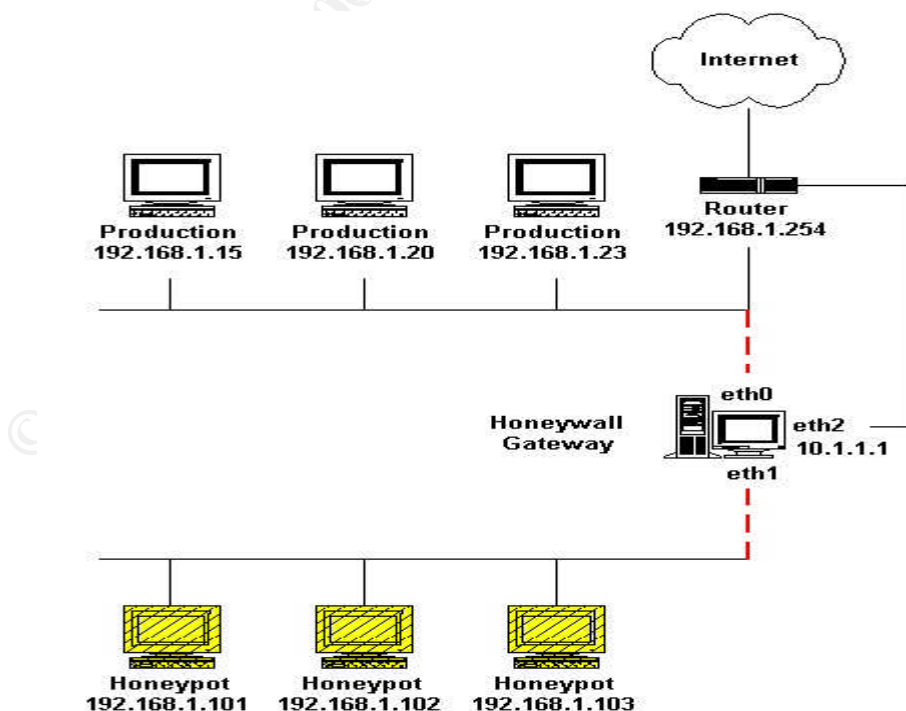 Internet
Production
192.168.1.15
Production
192.168.1.20
Production
192.168.1.23
Router
192.168.1.254
Honeywall
Gateway
eth0
eth2
10.1.1.1
eth1
Honeypot
192.168.1.101
Honeypot
192.168.1.102
Honeypot
192.168.1.103